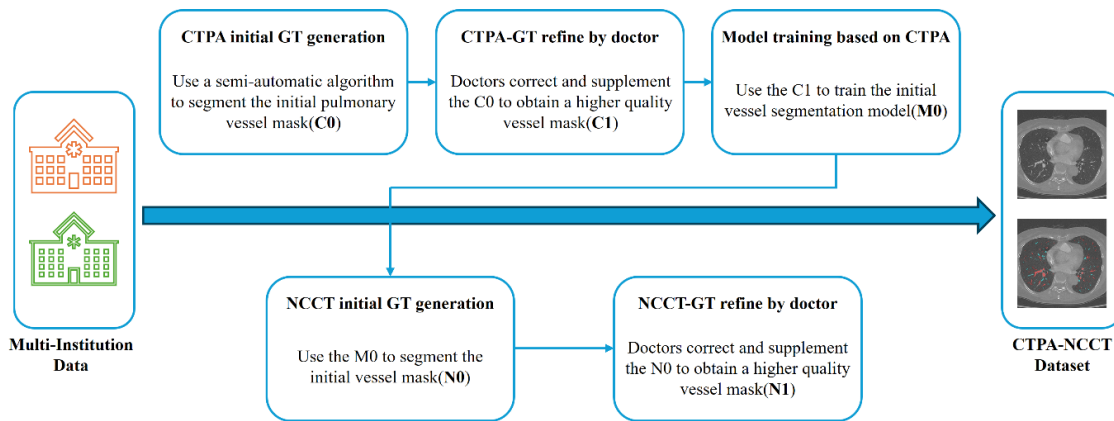 CTPA initial GT generation
Use a semi-automatic algorithm
to segment the initial pulmonary
vessel mask(C0)
CTPA-GT refine by doctor
Doctors correct and supplement
the C0 to obtain a higher quality
vessel mask(C1)
Model training based on CTPA
Use the C1 to train the initial
vessel segmentation model(M0)
Multi-Institution
Data
NCCT initial GT generation
Use the M0 to segment the
initial vessel mask(N0)
NCCT-GT refine by doctor
Doctors correct and supplement
the N0 to obtain a higher quality
vessel mask(N1)
CTPA-NCCT
Dataset